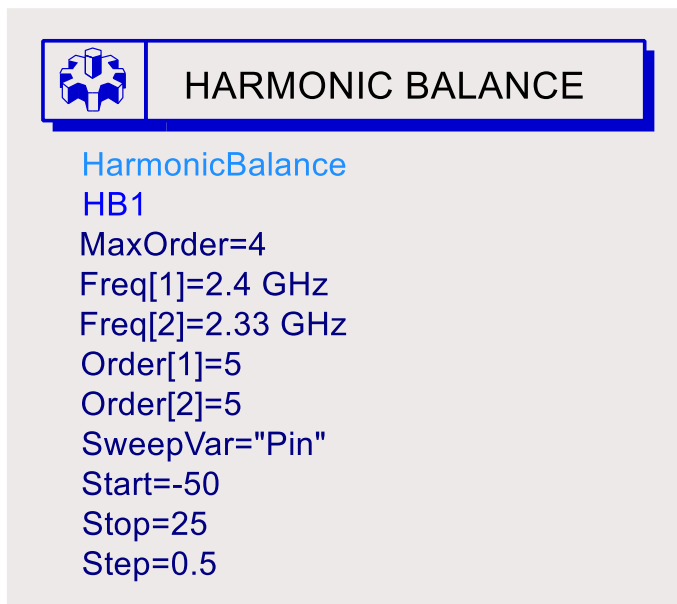 HARMONIC BALANCE
HarmonicBalance
HB1
MaxOrder=4
Freq[1]=2.4 GHz
Freq[2]=2.33 GHz
Order[1]=5
Order[2]=5
SweepVar="Pin"
Start=-50
Stop=25
Step=0.5